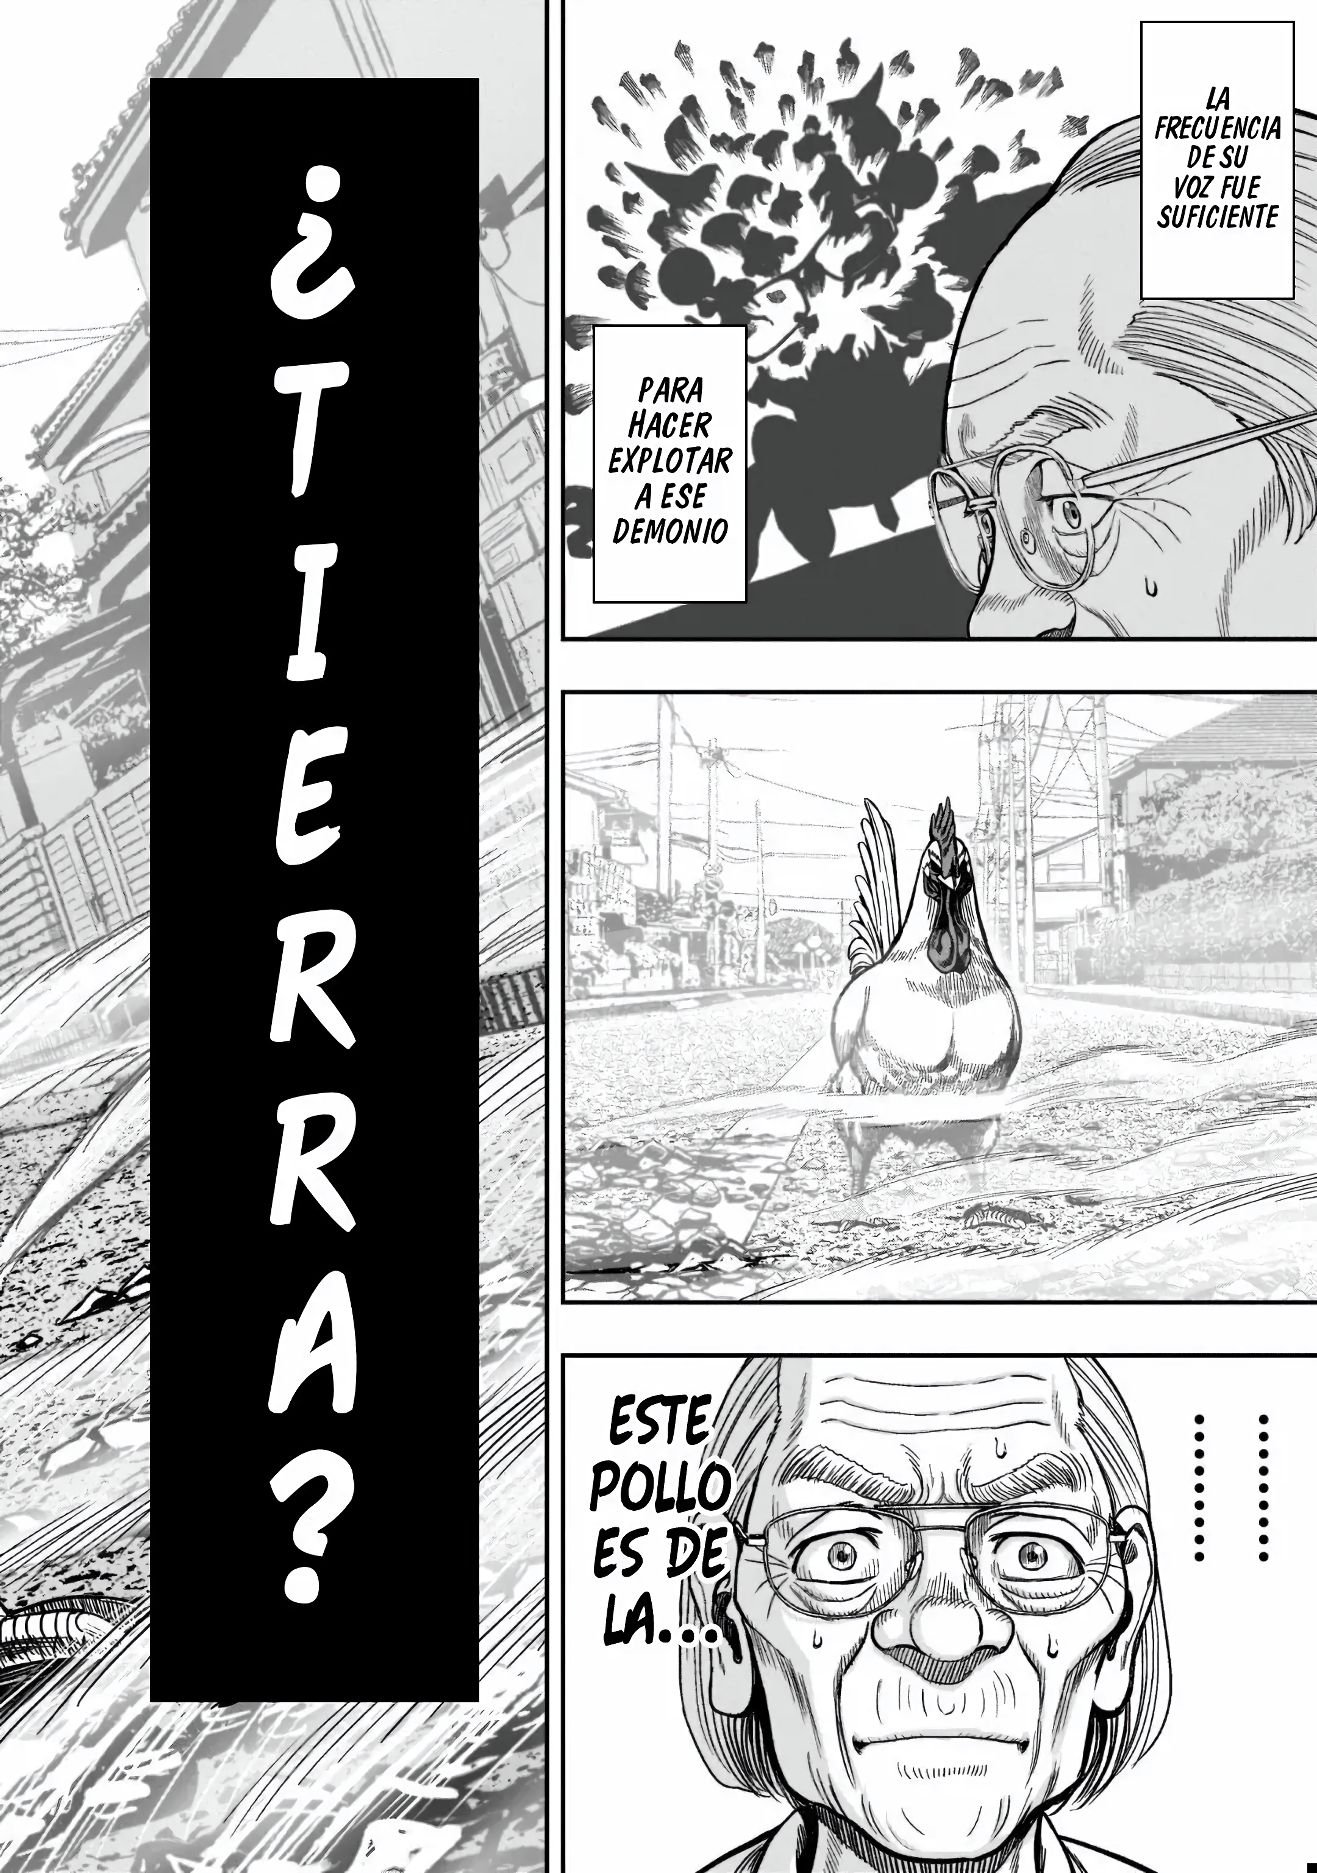 LA
FRECUENCIA
DE SU
VOZ FUE
SUFICIENTE
PARA
HACER
EXPLOTAR
A ESE
DEMONIO
ESTE
POLLO
ES DE
LA...
¿TIERRA?